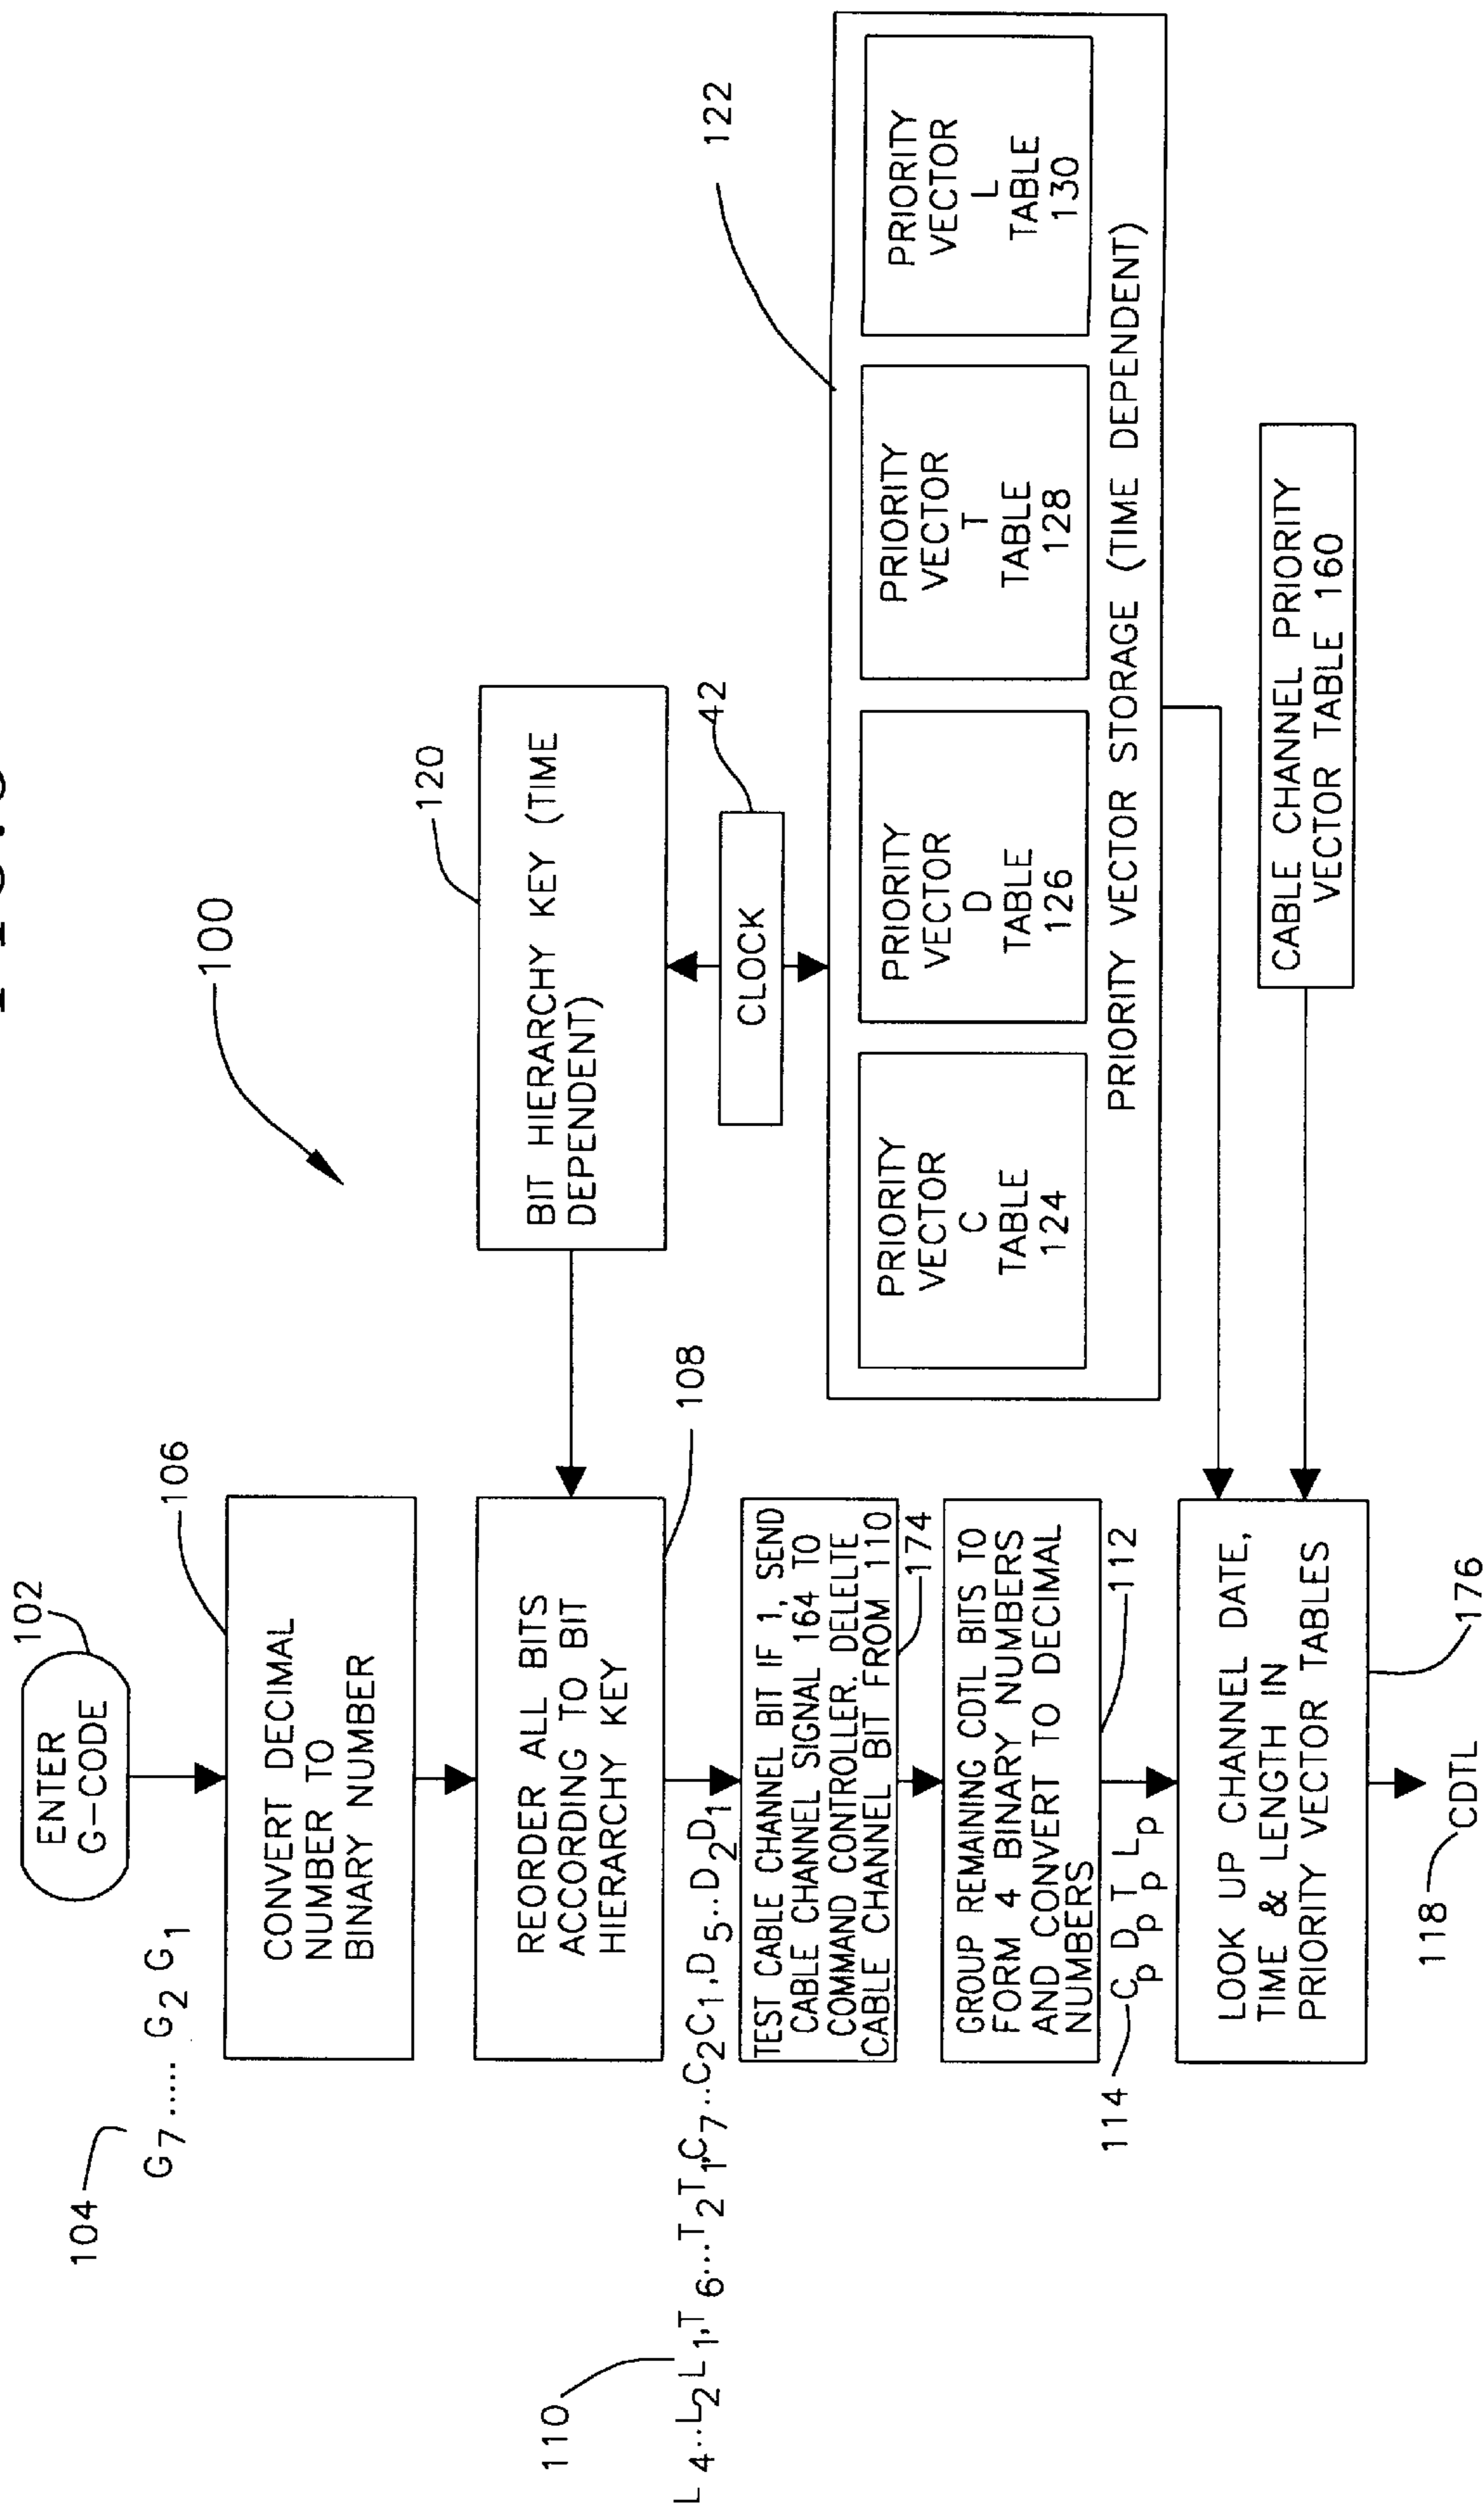 100
ENTER
G-CODE
102
104
G7 ..... G2 G1
CONVERT DECIMAL
NUMBER TO
BINARY NUMBER
106
REORDER ALL BITS
ACCORDING TO BIT
HIERARCHY KEY
108
BIT HIERARCHY KEY (TIME
DEPENDENT)
120
CLOCK
42
110
L4..L2L1,T6...T2T1,C7..C2C1,D5..D2D1
TEST CABLE CHANNEL BIT IF 1, SEND
CABLE CHANNEL SIGNAL 164 TO
COMMAND CONTROLLER. DELELTE
CABLE CHANNEL BIT FROM 110
174
GROUP REMAINING CDTL BITS TO
FORM 4 BINARY NUMBERS
AND CONVERT TO DECIMAL
NUMBERS
112
114
Cp Dp Tp Lp
LOOK UP CHANNEL DATE,
TIME & LENGTH IN
PRIORITY VECTOR TABLES
176
118
CDTL
122
PRIORITY
VECTOR
C
TABLE
124
PRIORITY
VECTOR
D
TABLE
126
PRIORITY
VECTOR
T
TABLE
128
PRIORITY
VECTOR
L
TABLE
130
PRIORITY VECTOR STORAGE (TIME DEPENDENT)
CABLE CHANNEL PRIORITY
VECTOR TABLE 160